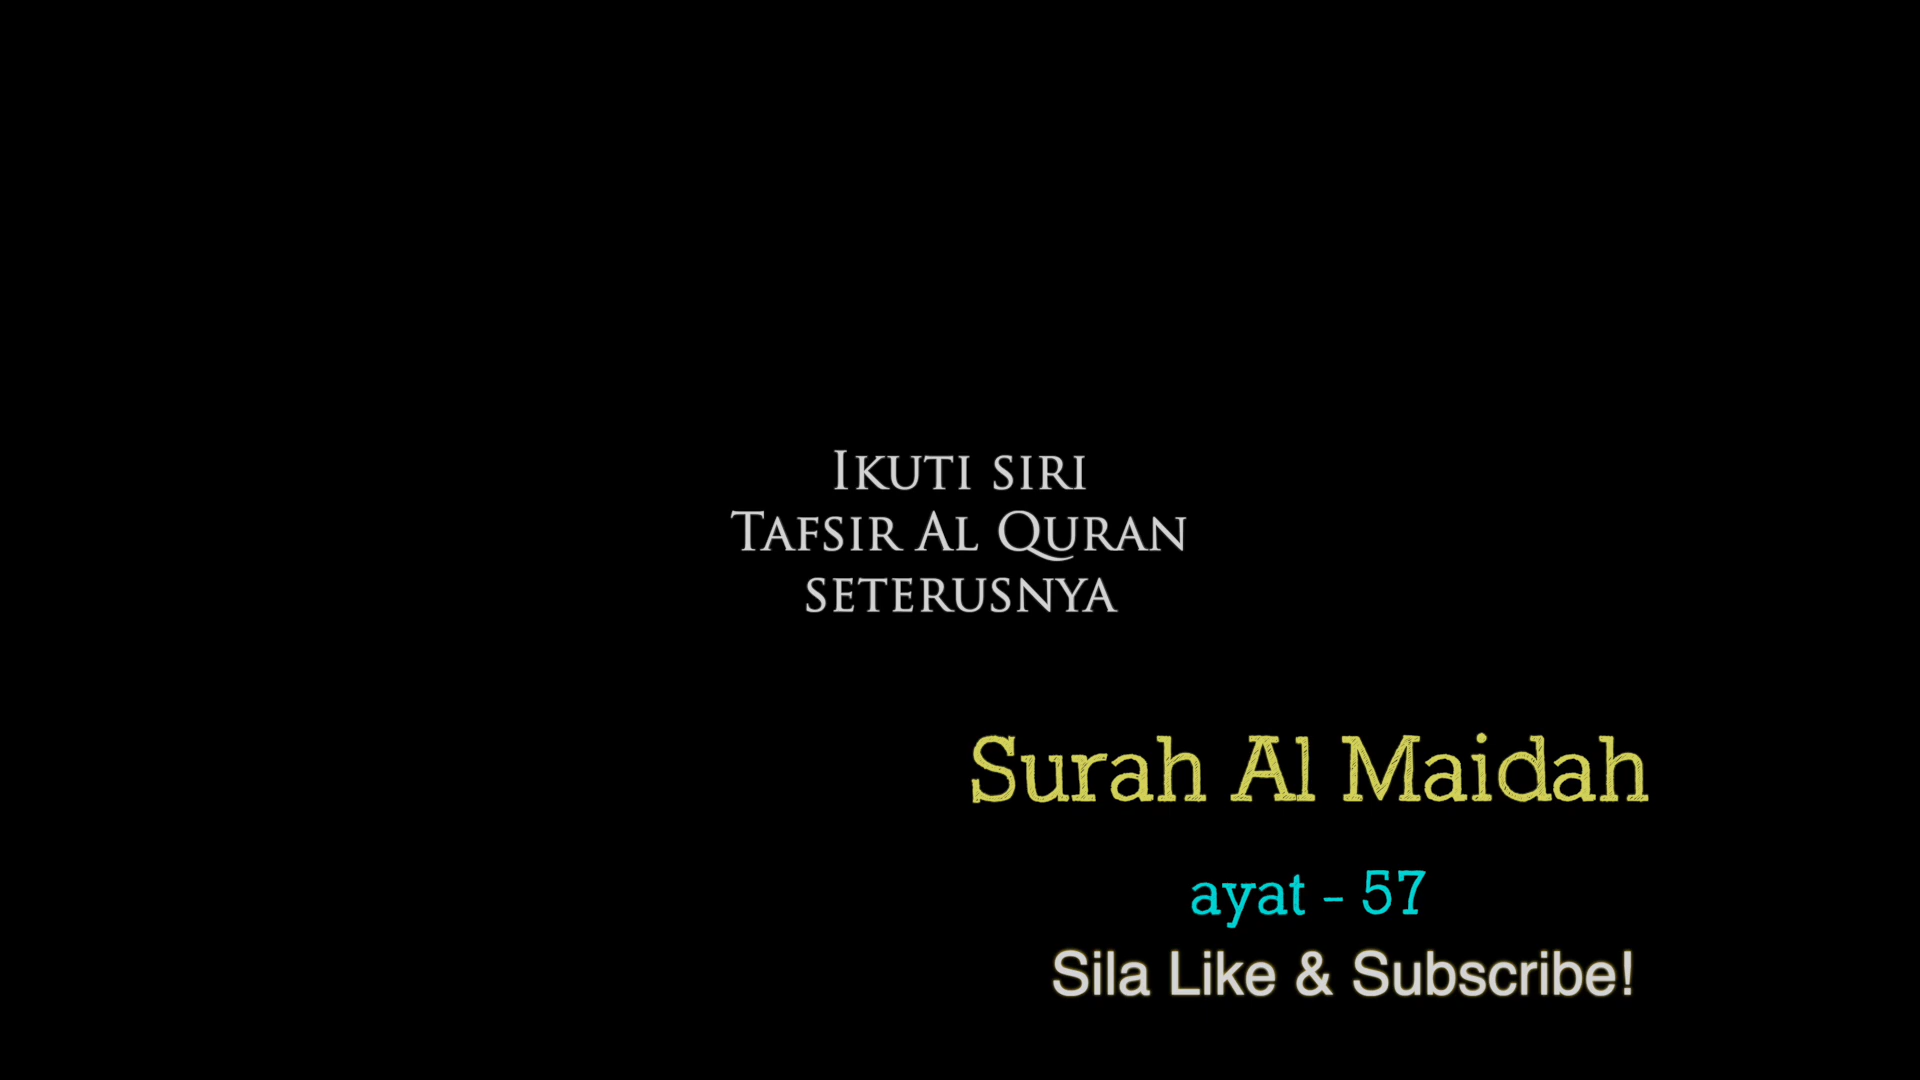 Ikuti siri
Tafsir Al Quran
seterusnya
Surah Al Maidah
ayat - 57
Sila Like & Subscribe!